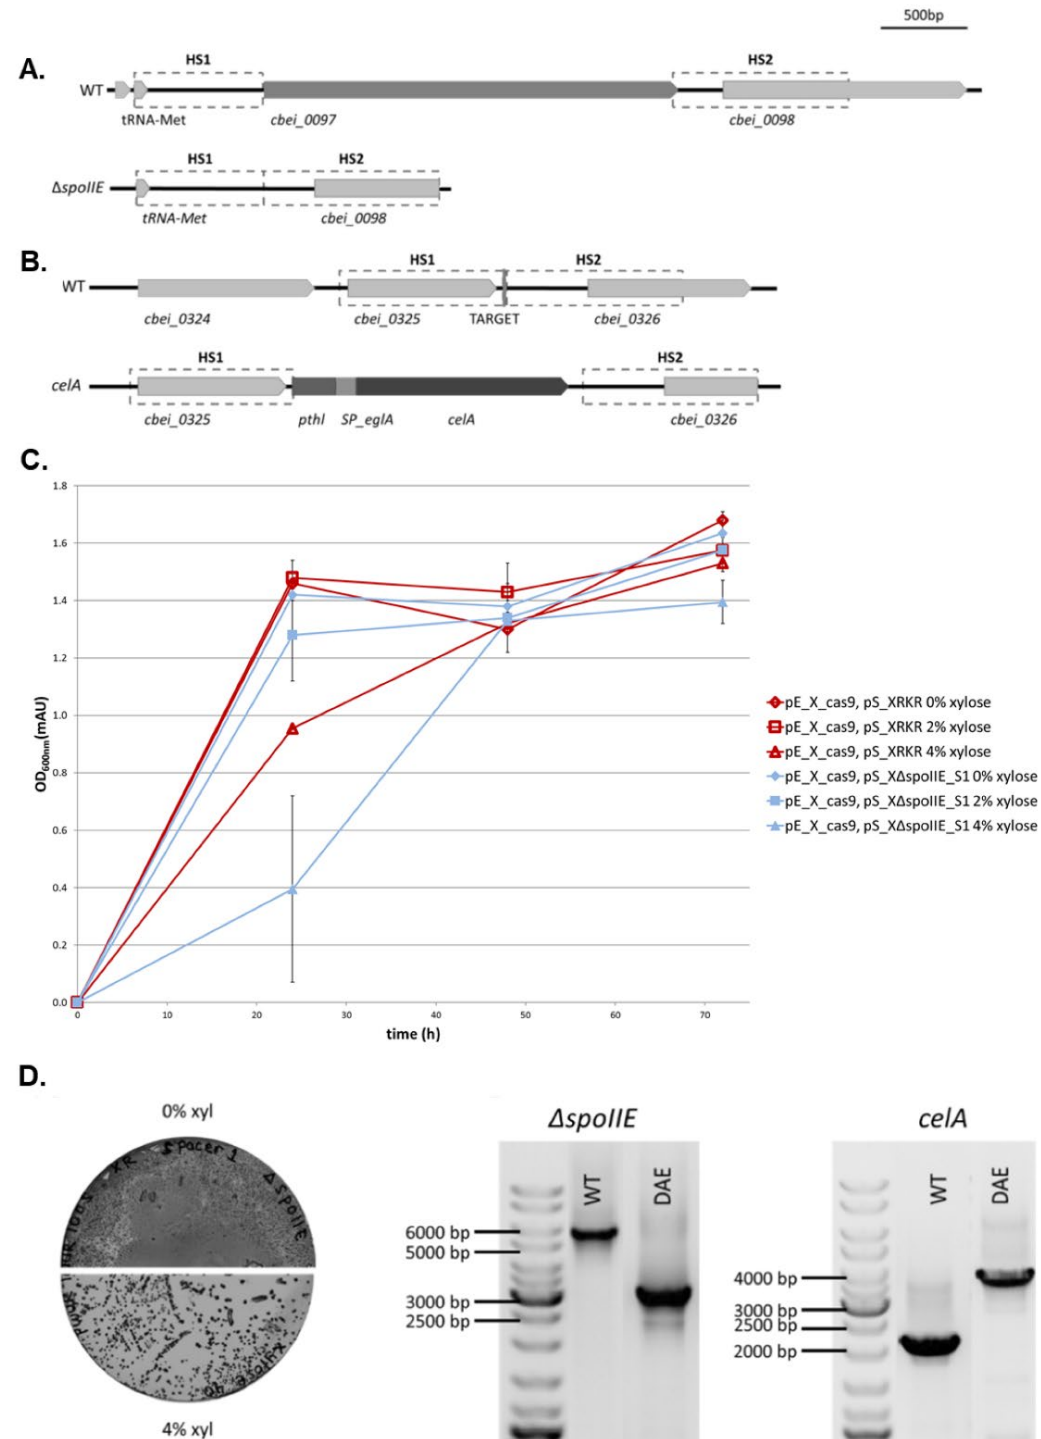 500bp
A.
HS1
HS2
WT
tRNA-Met
cbei_0097
cbei_0098
HS1
HS2
ΔspoIIE
tRNA-Met
cbei_0098
B.
HS1
HS2
WT
cbei_0324
cbei_0325
TARGET
cbei_0326
HS1
HS2
celA
cbei_0325
pthl
SP_eglA
celA
cbei_0326
C.
1.8
1.6
1.4
1.2
1.0
0.8
0.6
0.4
0.2
0.0
OD600nm(mAU)
0
10
20
30
40
50
60
70
time (h)
pE_X_cas9, pS_XRKR 0% xylose
pE_X_cas9, pS_XRKR 2% xylose
pE_X_cas9, pS_XRKR 4% xylose
pE_X_cas9, pS_XΔspoIIE_S1 0% xylose
pE_X_cas9, pS_XΔspoIIE_S1 2% xylose
pE_X_cas9, pS_XΔspoIIE_S1 4% xylose
D.
0% xyl
XR Spacer 1 ΔSpoIIE
4% xyl
ΔspoIIE
WT
DAE
6000 bp
5000 bp
3000 bp
2500 bp
celA
WT
DAE
4000 bp
3000 bp
2500 bp
2000 bp